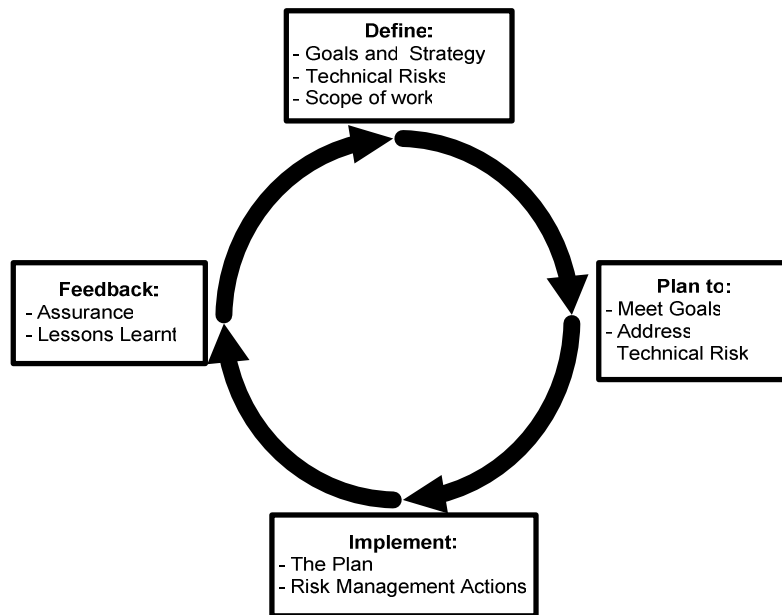 Define:
- Goals and Strategy
- Technical Risks
- Scope of work
Plan to:
- Meet Goals
- Address
Technical Risk
Implement:
- The Plan
- Risk Management Actions
Feedback:
- Assurance
- Lessons Learnt